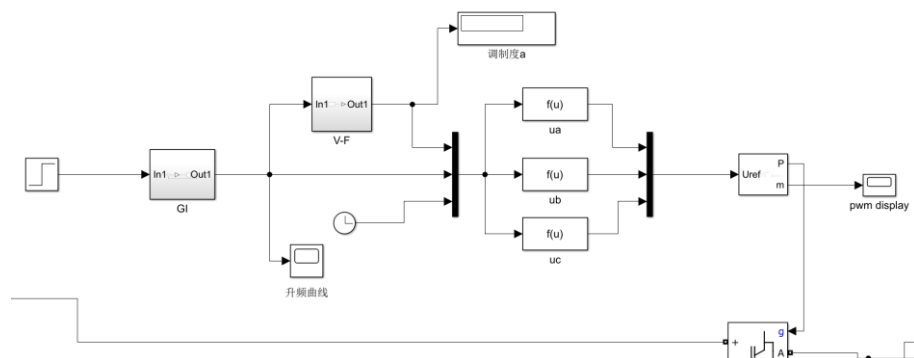 调制度a
In1
Out1
V-F
f(u)
ua
In1
Out1
GI
f(u)
ub
Uref
P
m
pwm display
f(u)
uc
升频曲线
g
+
A